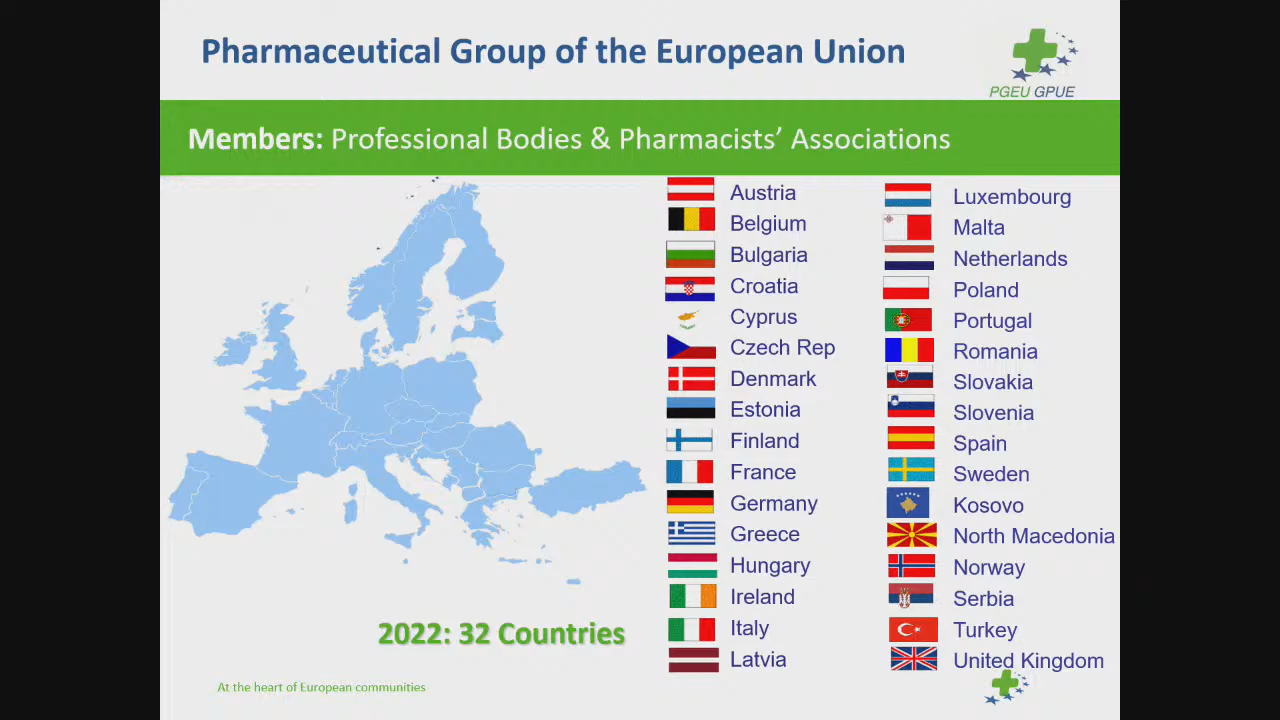 Pharmaceutical Group of the European Union
PGEU GPUE
Members: Professional Bodies & Pharmacists’ Associations
Austria
Belgium
Bulgaria
Croatia
Cyprus
Czech Rep
Denmark
Estonia
Finland
France
Germany
Greece
Hungary
Ireland
Italy
Latvia
Luxembourg
Malta
Netherlands
Poland
Portugal
Romania
Slovakia
Slovenia
Spain
Sweden
Kosovo
North Macedonia
Norway
Serbia
Turkey
United Kingdom
2022: 32 Countries
At the heart of European communities